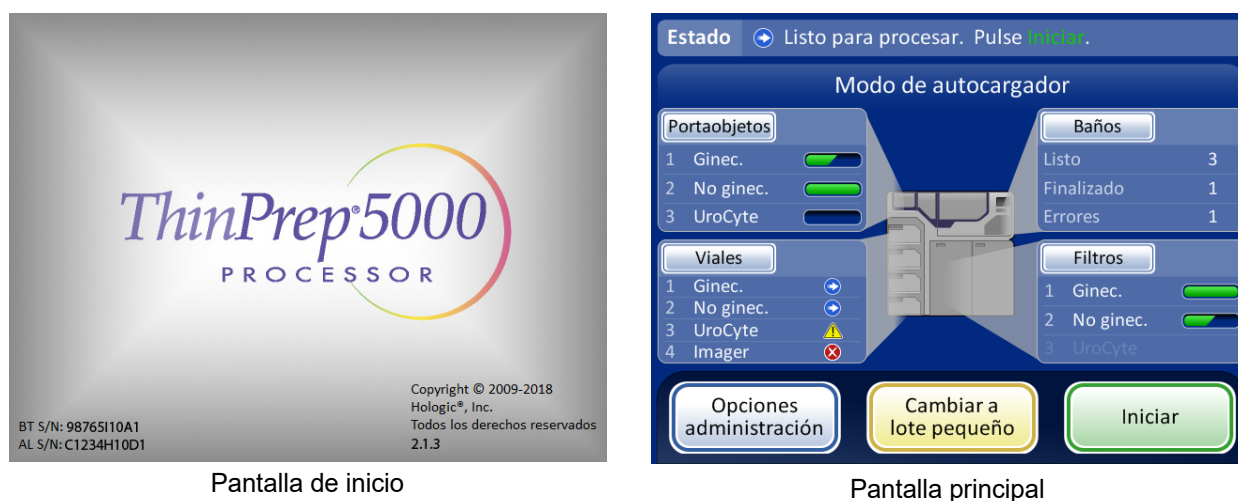 ThinPrep®5000
PROCESSOR
Copyright © 2009-2018
Hologic®, Inc.
Todos los derechos reservados
2.1.3
BT S/N: 98765I10A1
AL S/N: C1234H10D1
Pantalla de inicio
Estado Listo para procesar. Pulse Iniciar.
Modo de autocargador
Portaobjetos
1 Ginec.
2 No ginec.
3 UroCyte
Baños
Listo 3
Finalizado 1
Errores 1
Viales
1 Ginec.
2 No ginec.
3 UroCyte
4 Imager
Filtros
1 Ginec.
2 No ginec.
3 UroCyte
Opciones
administración
Cambiar a
lote pequeño
Iniciar
Pantalla principal